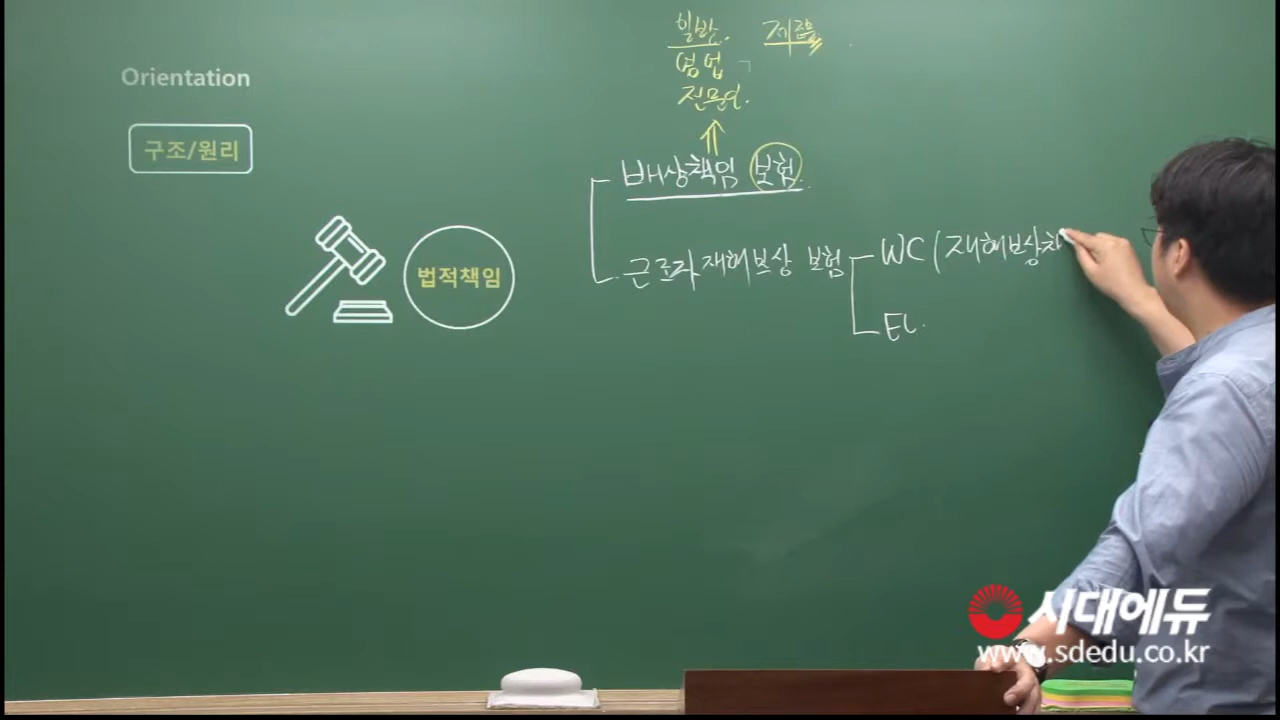 Orientation
구조/원리
법적책임
일반. 제조물
영업
전문인.
⇑
배상책임 보험.
근로자재해보상 보험
WC (재해보상책
EL.
시대에듀
www.sdedu.co.kr